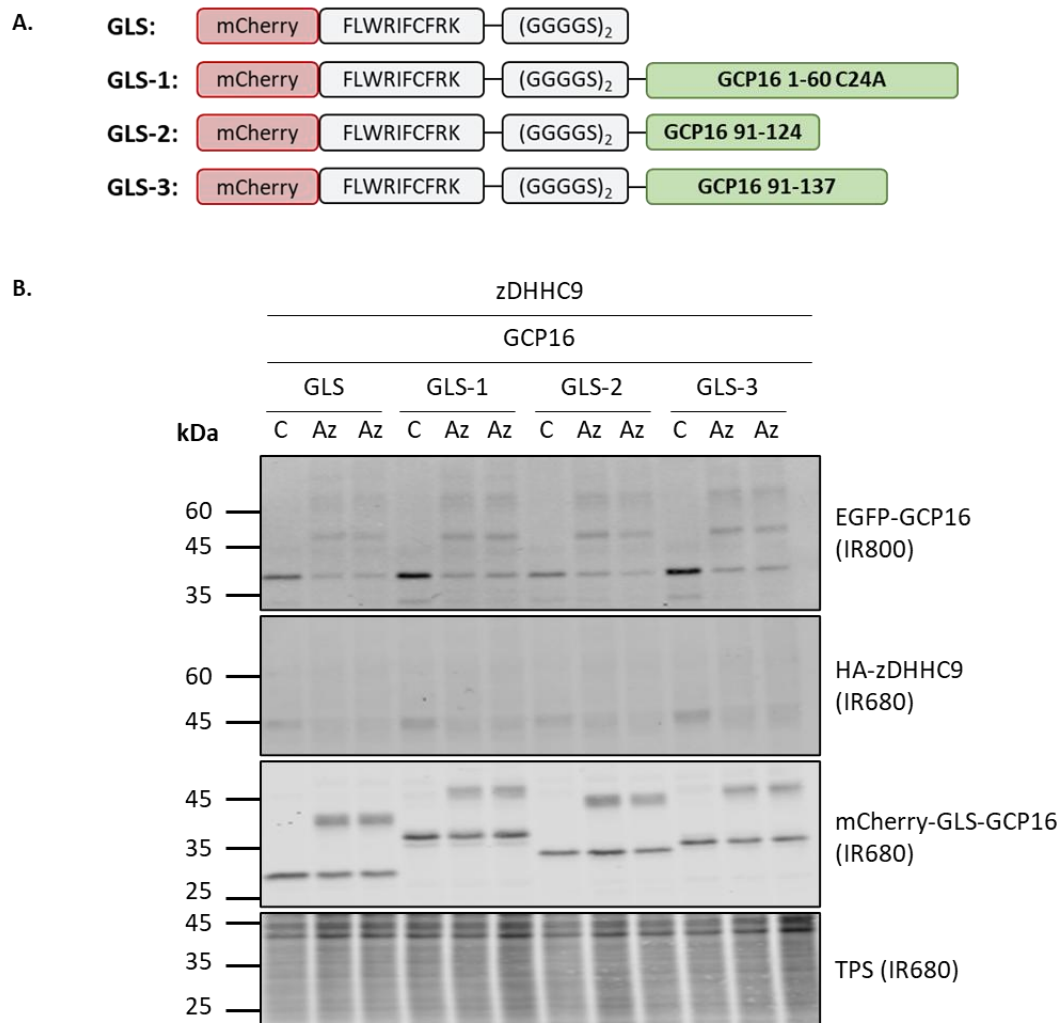 A.
GLS: mCherry FLWRIFCFRK (GGGGS)2
GLS-1: mCherry FLWRIFCFRK (GGGGS)2 GCP16 1-60 C24A
GLS-2: mCherry FLWRIFCFRK (GGGGS)2 GCP16 91-124
GLS-3: mCherry FLWRIFCFRK (GGGGS)2 GCP16 91-137
B.
zDHHC9
GCP16
GLS GLS-1 GLS-2 GLS-3
kDa C Az Az C Az Az C Az Az C Az Az
60
45
35
EGFP-GCP16
(IR800)
60
45
HA-zDHHC9
(IR680)
45
35
25
mCherry-GLS-GCP16
(IR680)
45
35
25
TPS (IR680)